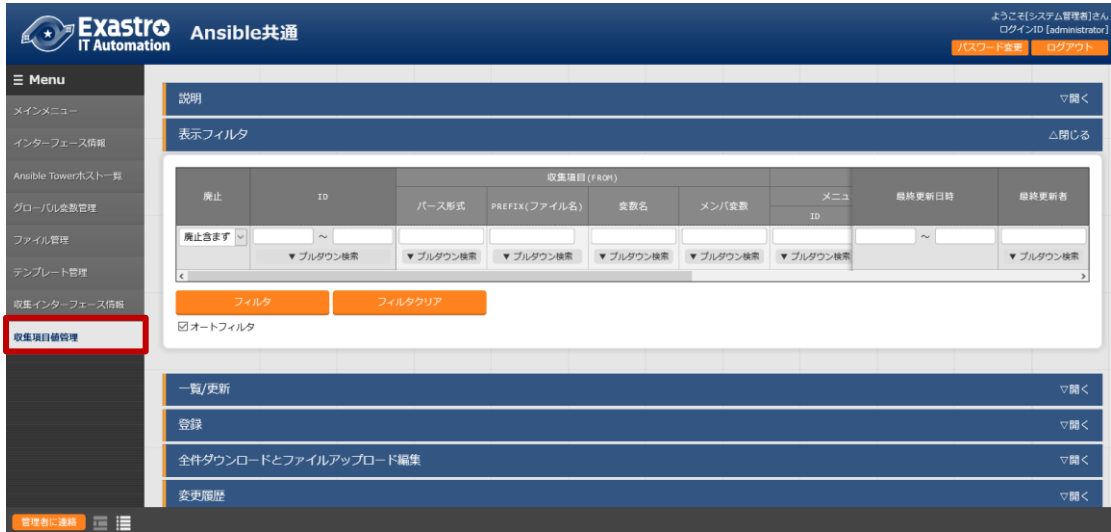 Exastro
IT Automation
Ansible共通
ようこそ[システム管理者]さん
ログインID [administrator]
パスワード変更
ログアウト
☰ Menu
メインメニュー
インターフェース情報
Ansible Towerホスト一覧
グローバル変数管理
ファイル管理
テンプレート管理
収集インターフェース情報
収集項目値管理
説明
▽開く
表示フィルタ
△閉じる
廃止
ID
収集項目(FROM)
パース形式
PREFIX(ファイル名)
変数名
メンバ変数
メニュ
ID
最終更新日時
最終更新者
廃止含まず
~
~
▼ プルダウン検索
▼ プルダウン検索
▼ プルダウン検索
▼ プルダウン検索
▼ プルダウン検索
▼ プルダウン検索
▼ プルダウン検索
フィルタ
フィルタクリア
☑オートフィルタ
一覧/更新
▽開く
登録
▽開く
全件ダウンロードとファイルアップロード編集
▽開く
変更履歴
▽開く
管理者に連絡